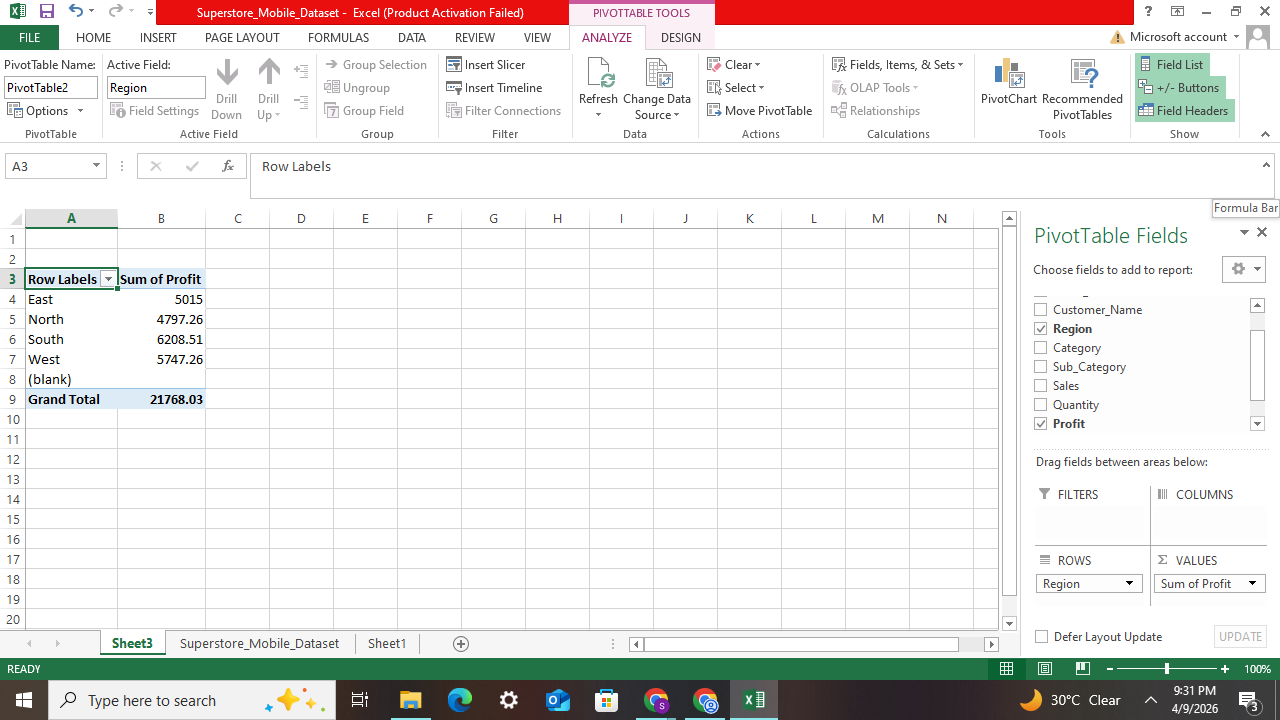 Superstore_Mobile_Dataset - Excel (Product Activation Failed)
PIVOTTABLE TOOLS
?
FILE HOME INSERT PAGE LAYOUT FORMULAS DATA REVIEW VIEW ANALYZE DESIGN Microsoft account
PivotTable Name:
PivotTable2
Options
PivotTable
Active Field:
Region
Field Settings
Drill Down
Drill Up
Active Field
Group Selection
Ungroup
Group Field
Group
Insert Slicer
Insert Timeline
Filter Connections
Filter
Refresh
Change Data
Source
Data
Clear
Select
Move PivotTable
Actions
Fields, Items, & Sets
OLAP Tools
Relationships
Calculations
PivotChart
Recommended
PivotTables
Tools
Field List
+/- Buttons
Field Headers
Show
A3 fx Row Labels
Formula Bar
A B C D E F G H I J K L M N
1
2
3 Row Labels Sum of Profit
4 East 5015
5 North 4797.26
6 South 6208.51
7 West 5747.26
8 (blank)
9 Grand Total 21768.03
10
11
12
13
14
15
16
17
18
19
20
PivotTable Fields
Choose fields to add to report:
Customer_Name
Region
Category
Sub_Category
Sales
Quantity
Profit
Drag fields between areas below:
FILTERS COLUMNS
ROWS Σ VALUES
Region Sum of Profit
Defer Layout Update UPDATE
Sheet3 Superstore_Mobile_Dataset Sheet1
READY 100%
Type here to search
30°C Clear
9:31 PM
4/9/2026
3